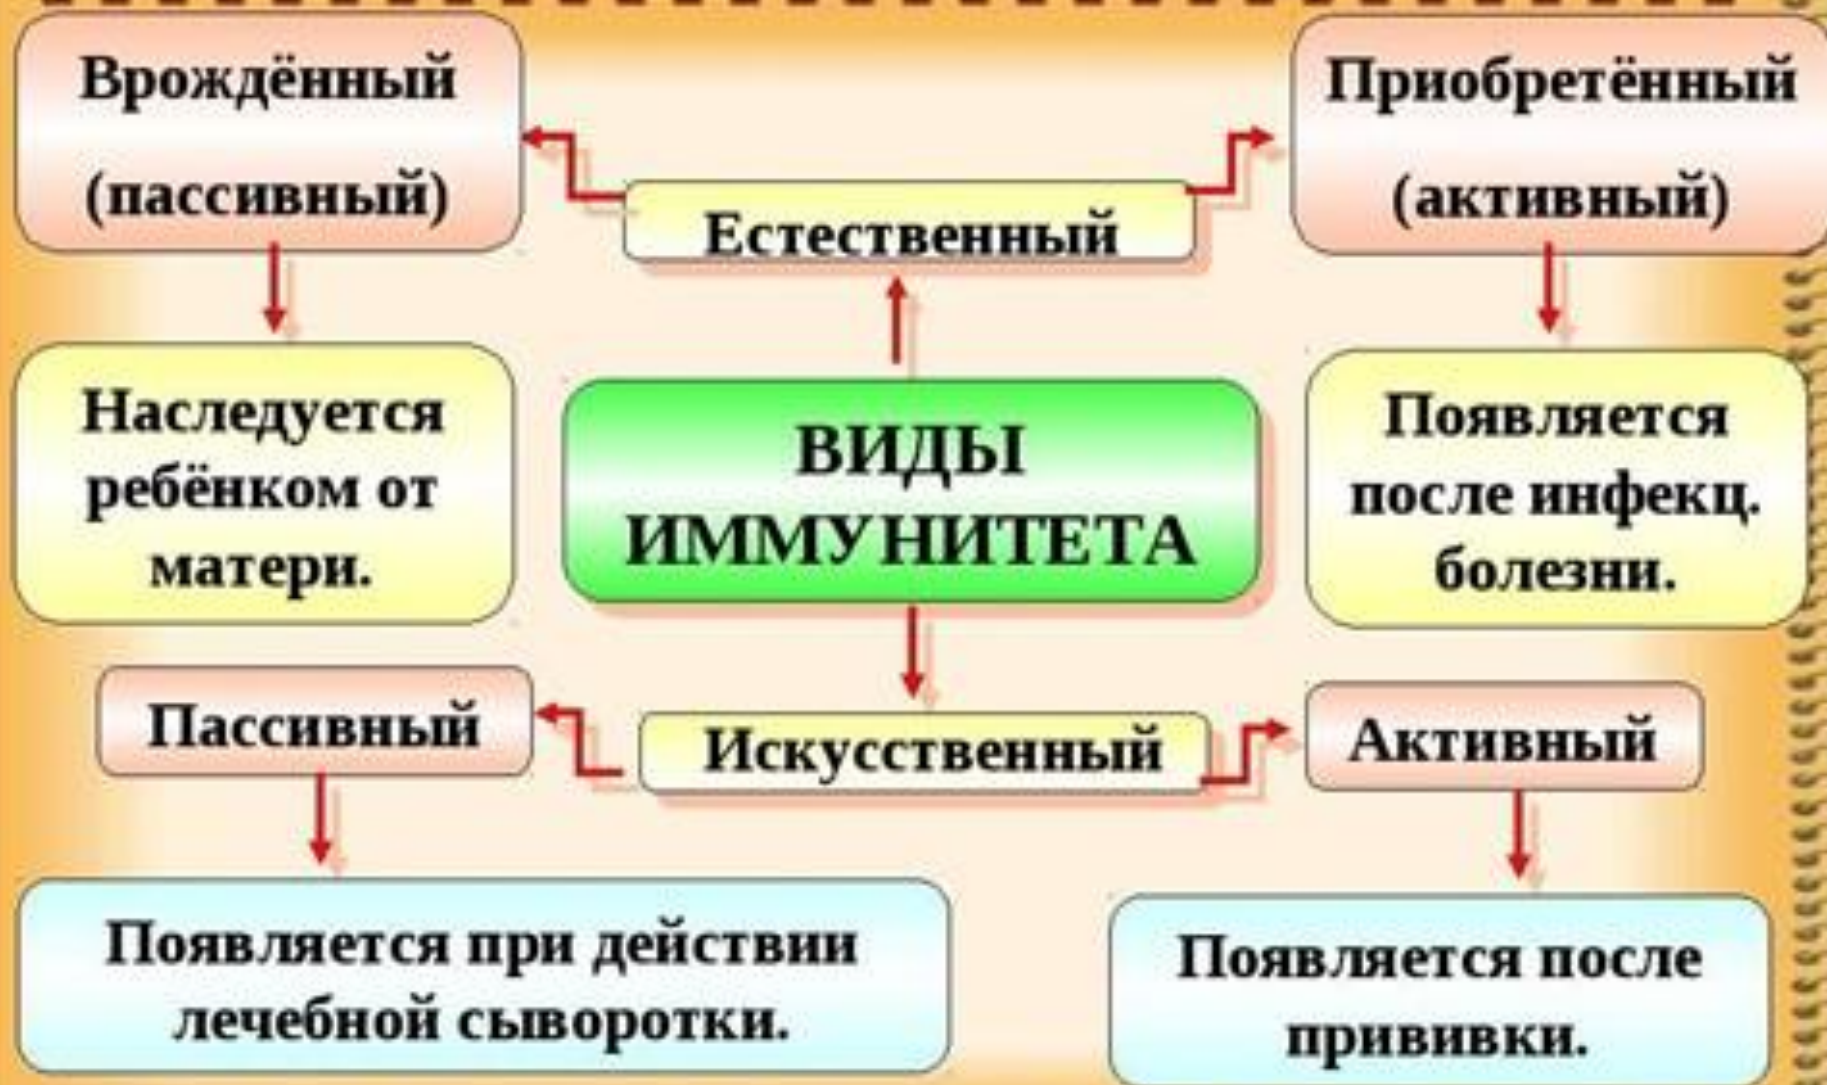 Врождённый
(пассивный)
Естественный
Приобретённый
(активный)
Наследуется
ребёнком от
матери.
ВИДЫ
ИММУНИТЕТА
Появляется
после инфекц.
болезни.
Пассивный
Искусственный
Активный
Появляется при действии
лечебной сыворотки.
Появляется после
прививки.